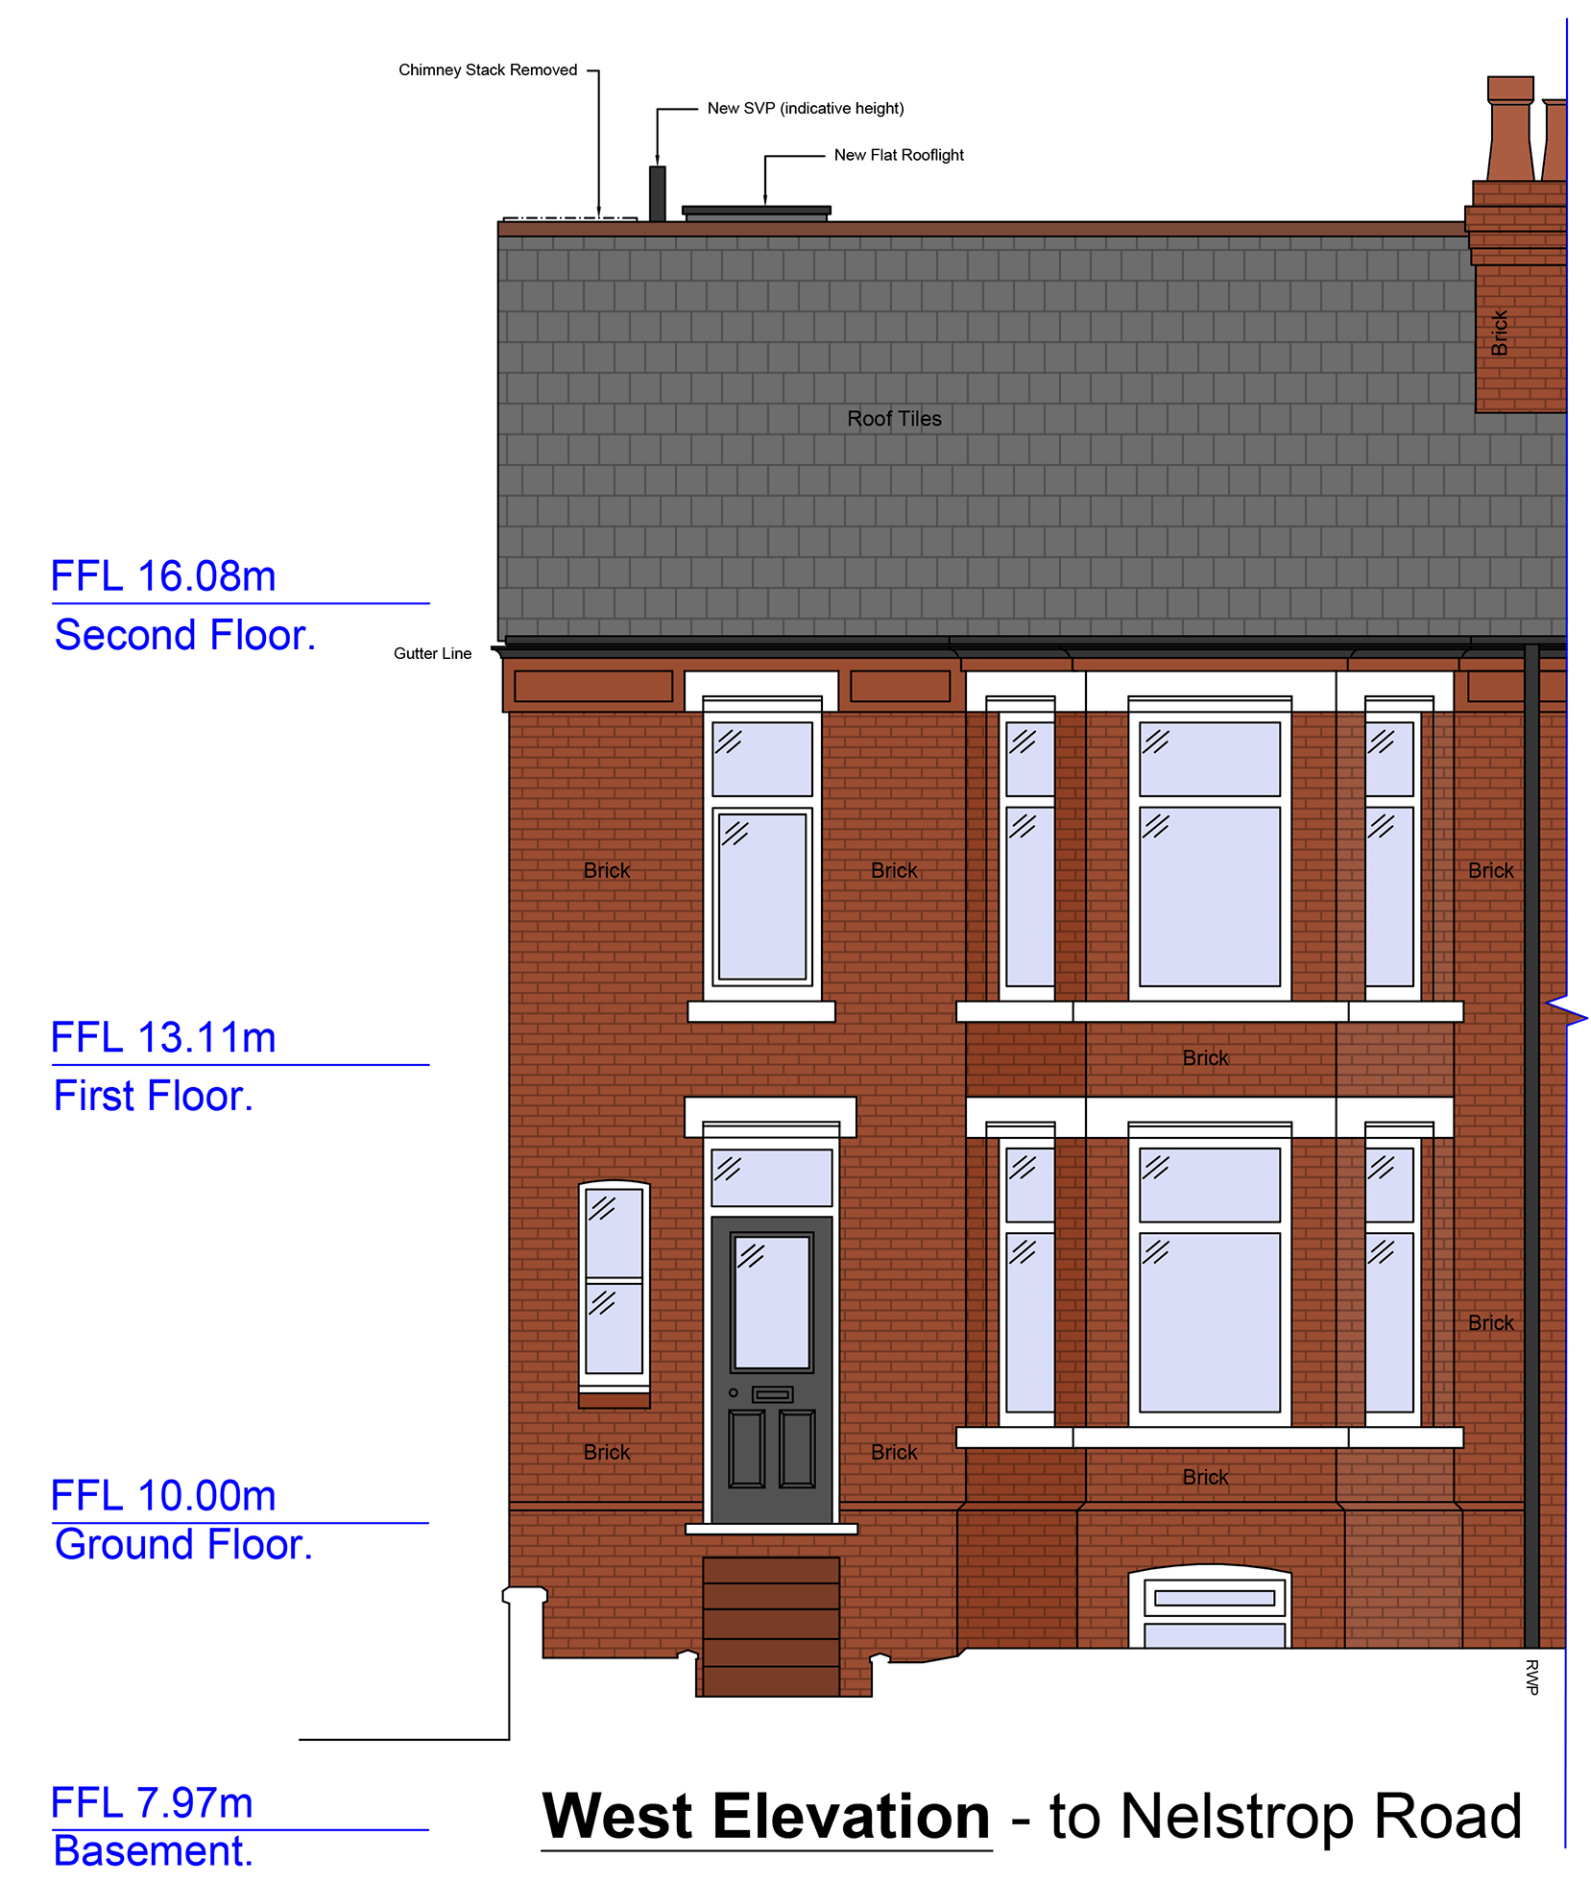 Chimney Stack Removed
New SVP (indicative height)
New Flat Rooflight
Brick
Roof Tiles
FFL 16.08m
Second Floor.
Gutter Line
Brick
Brick
Brick
FFL 13.11m
First Floor.
Brick
Brick
Brick
Brick
Brick
FFL 10.00m
Ground Floor.
RWP
FFL 7.97m
Basement.
West Elevation - to Nelstrop Road